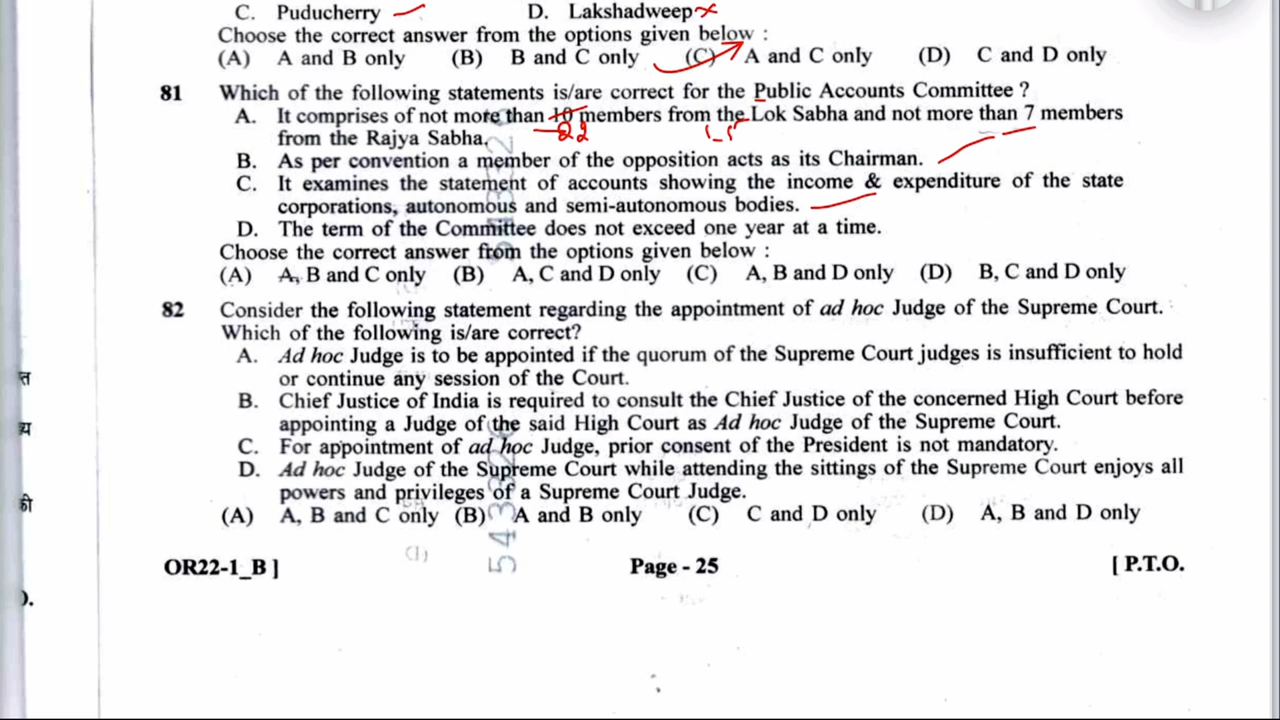 C. Puducherry D. Lakshadweep
Choose the correct answer from the options given below :
(A) A and B only (B) B and C only (C) A and C only (D) C and D only
81 Which of the following statements is/are correct for the Public Accounts Committee ?
A. It comprises of not more than 10 members from the Lok Sabha and not more than 7 members
22 15
from the Rajya Sabha.
B. As per convention a member of the opposition acts as its Chairman.
C. It examines the statement of accounts showing the income & expenditure of the state
corporations, autonomous and semi-autonomous bodies.
D. The term of the Committee does not exceed one year at a time.
Choose the correct answer from the options given below :
(A) A, B and C only (B) A, C and D only (C) A, B and D only (D) B, C and D only
82 Consider the following statement regarding the appointment of ad hoc Judge of the Supreme Court.
Which of the following is/are correct?
A. Ad hoc Judge is to be appointed if the quorum of the Supreme Court judges is insufficient to hold
or continue any session of the Court.
B. Chief Justice of India is required to consult the Chief Justice of the concerned High Court before
appointing a Judge of the said High Court as Ad hoc Judge of the Supreme Court.
C. For appointment of ad hoc Judge, prior consent of the President is not mandatory.
D. Ad hoc Judge of the Supreme Court while attending the sittings of the Supreme Court enjoys all
powers and privileges of a Supreme Court Judge.
(A) A, B and C only (B) A and B only (C) C and D only (D) A, B and D only
OR22-1_B ] Page - 25 [ P.T.O.